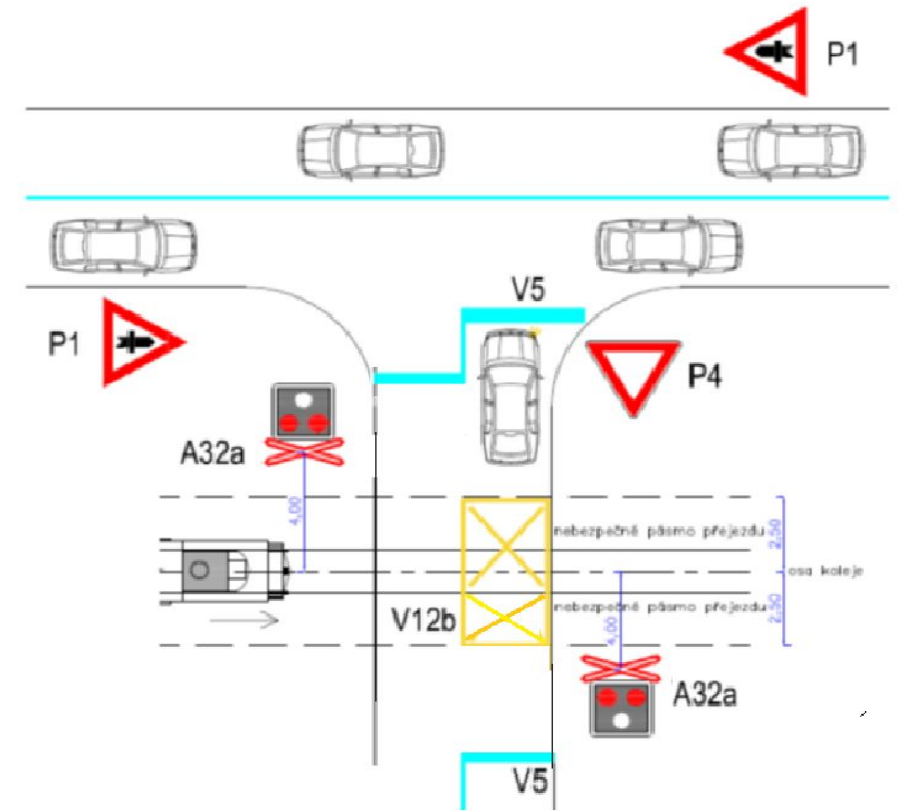 P1
V5
P1
P4
A32a
4,00
nebezpečné pásmo přejezdu
2,50
osa koleje
V12b
nebezpečné pásmo přejezdu
2,50
4,00
A32a
V5